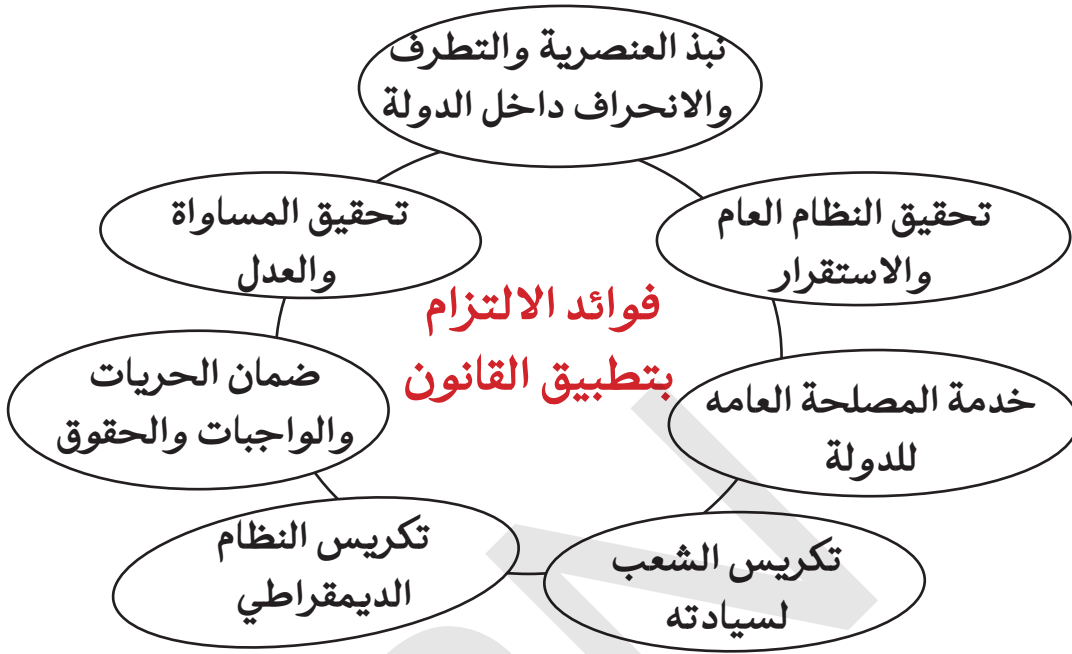 نبذ العنصرية والتطرف
والانحراف داخل الدولة
تحقيق النظام العام
والاستقرار
تحقيق المساواة
والعدل
فوائد الالتزام
بتطبيق القانون
خدمة المصلحة العامه
للدولة
ضمان الحريات
والواجبات والحقوق
تكريس الشعب
لسيادته
تكريس النظام
الديمقراطي